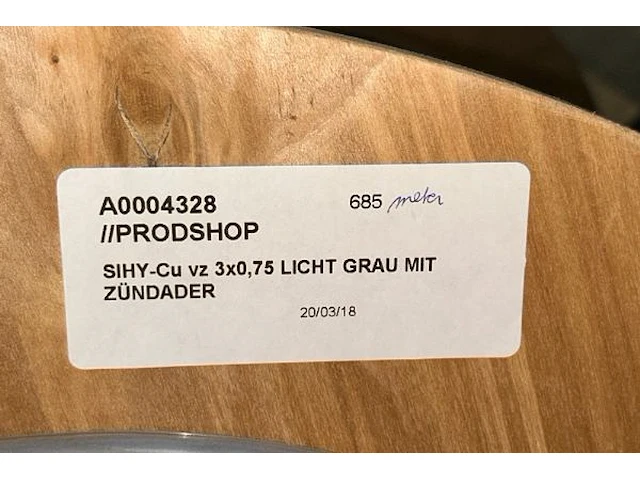 A0004328 685 meter
//PRODSHOP
SIHY-Cu vz 3x0,75 LICHT GRAU MIT
ZÜNDADER
20/03/18